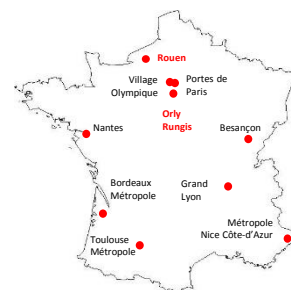 Rouen
Village
Olympique
Portes de
Paris
Orly
Rungis
Nantes
Besançon
Bordeaux
Métropole
Grand
Lyon
Métropole
Nice Côte-d'Azur
Toulouse
Métropole